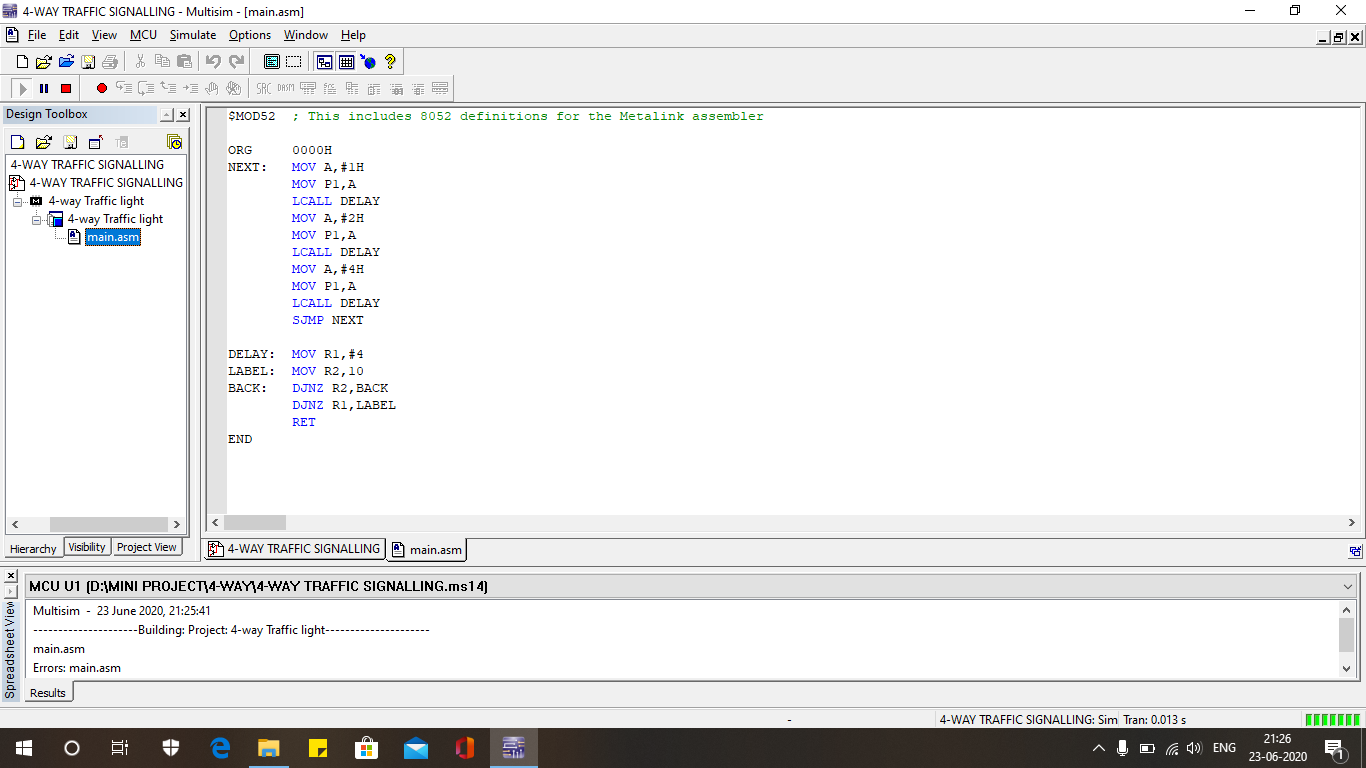 4-WAY TRAFFIC SIGNALLING - Multisim - [main.asm]
File Edit View MCU Simulate Options Window Help
Design Toolbox
4-WAY TRAFFIC SIGNALLING
4-WAY TRAFFIC SIGNALLING
4-way Traffic light
4-way Traffic light
main.asm
Hierarchy Visibility Project View
$MOD52 ; This includes 8052 definitions for the Metalink assembler
ORG 0000H
NEXT: MOV A,#1H
MOV P1,A
LCALL DELAY
MOV A,#2H
MOV P1,A
LCALL DELAY
MOV A,#4H
MOV P1,A
LCALL DELAY
SJMP NEXT
DELAY: MOV R1,#4
LABEL: MOV R2,10
BACK: DJNZ R2,BACK
DJNZ R1,LABEL
RET
END
4-WAY TRAFFIC SIGNALLING main.asm
MCU U1 (D:\MINI PROJECT\4-WAY\4-WAY TRAFFIC SIGNALLING.ms14)
Multisim - 23 June 2020, 21:25:41
---------------------Building: Project: 4-way Traffic light---------------------
main.asm
Errors: main.asm
Spreadsheet View
Results
- 4-WAY TRAFFIC SIGNALLING: Sim Tran: 0.013 s
ENG 21:26
23-06-2020
1